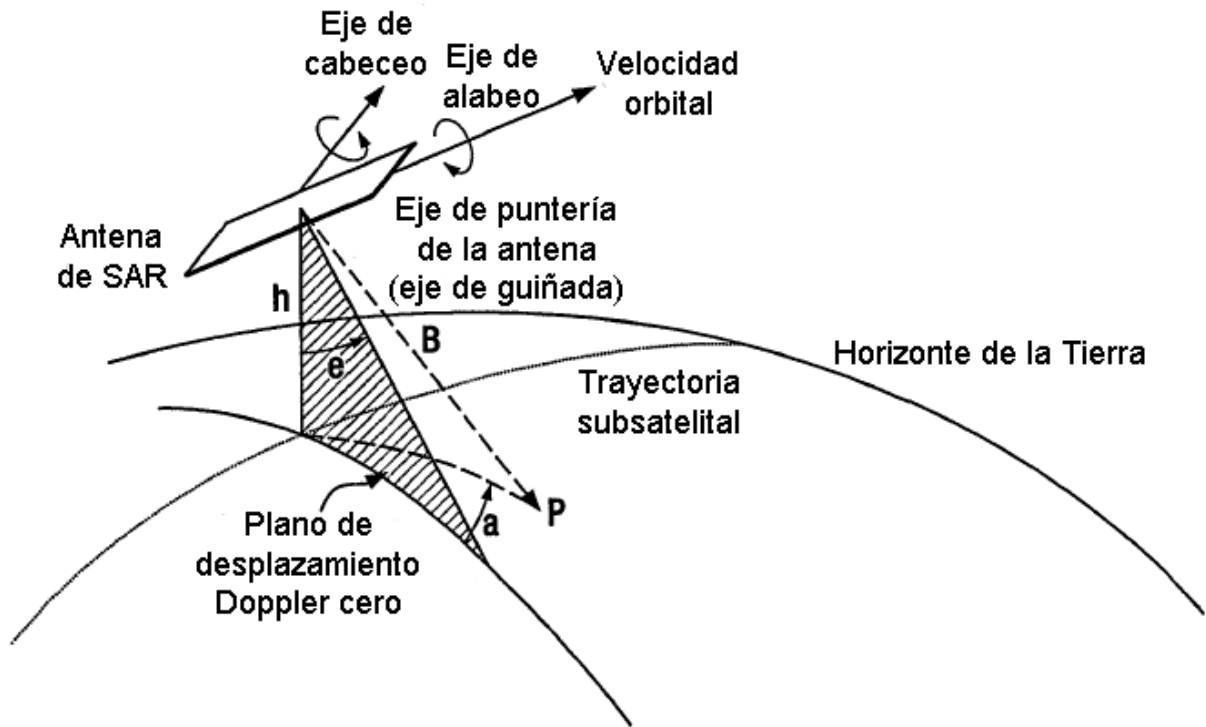 Eje de
cabeceo
Eje de
alabeo
Velocidad
orbital
Antena
de SAR
Eje de puntería
de la antena
(eje de guiñada)
h
B
e
Horizonte de la Tierra
Trayectoria
subsatelital
P
a
Plano de
desplazamiento
Doppler cero